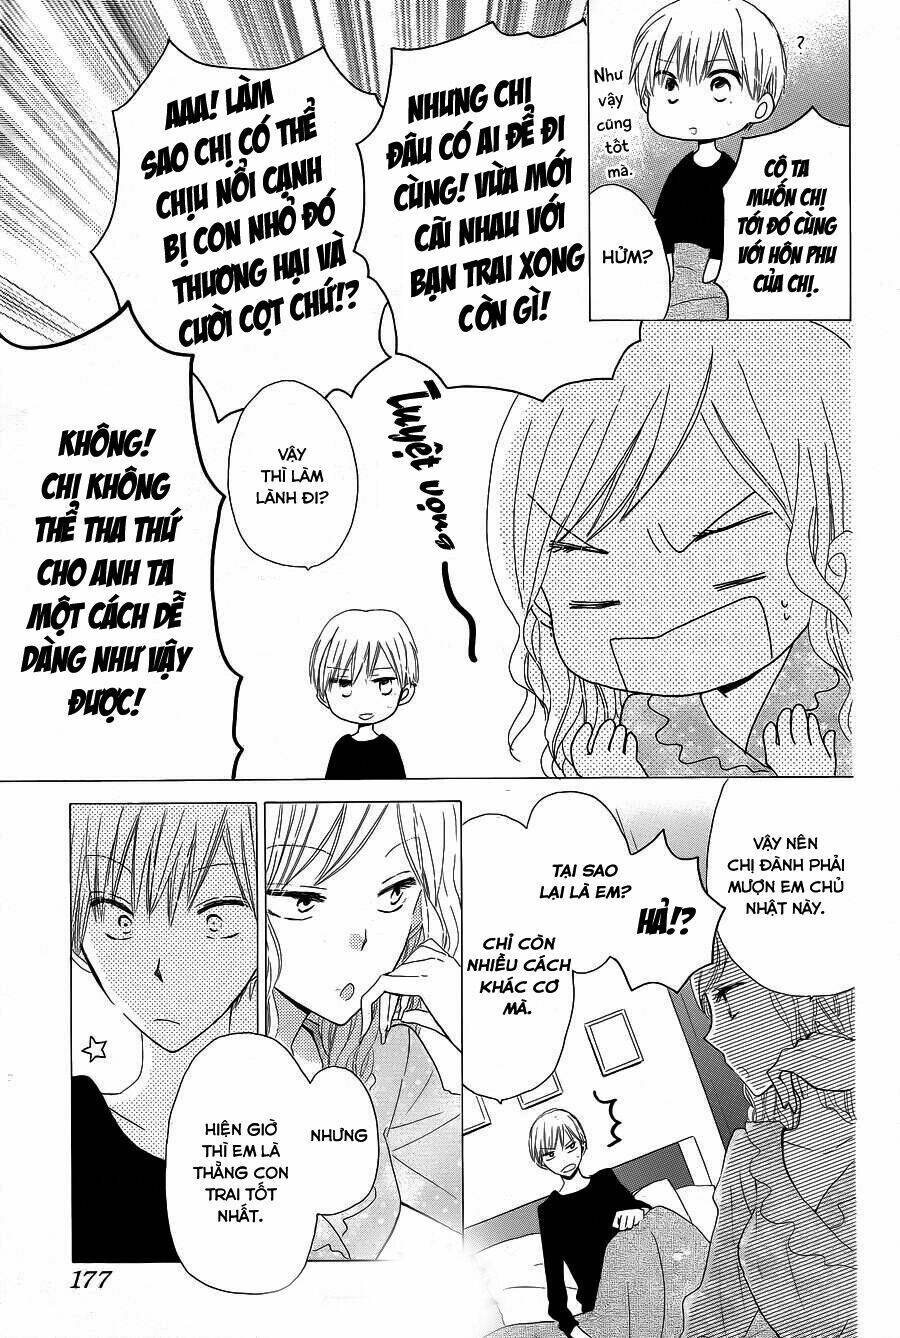 ?
Như
vậy
cũng
tốt
mà.
CÔ TA
MUỐN CHỊ
TỚI ĐÓ CÙNG
VỚI HÔN PHU
CỦA CHỊ.
HỬM?
NHƯNG CHỊ
ĐÂU CÓ AI ĐỂ ĐI
CÙNG! VỪA MỚI
CÃI NHAU VỚI
BẠN TRAI XONG
CÒN GÌ!
AAA! LÀM
SAO CHỊ CÓ THỂ
CHỊU NỔI CẢNH
BỊ CON NHỎ ĐÓ
THƯƠNG HẠI VÀ
CƯỜI CỢT CHỨ!?
Tuyệt vọng
VẬY
THÌ LÀM
LÀNH ĐI?
KHÔNG!
CHỊ KHÔNG
THỂ THA THỨ
CHO ANH TA
MỘT CÁCH DỄ
DÀNG NHƯ VẬY
ĐƯỢC!
VẬY NÊN
CHỊ ĐÀNH PHẢI
MƯỢN EM CHỦ
NHẬT NÀY.
HẢ!?
TẠI SAO
LẠI LÀ EM?
CHỈ CÒN
NHIỀU CÁCH
KHÁC CƠ
MÀ.
NHƯNG
HIỆN GIỜ
THÌ EM LÀ
THẰNG CON
TRAI TỐT
NHẤT.
177